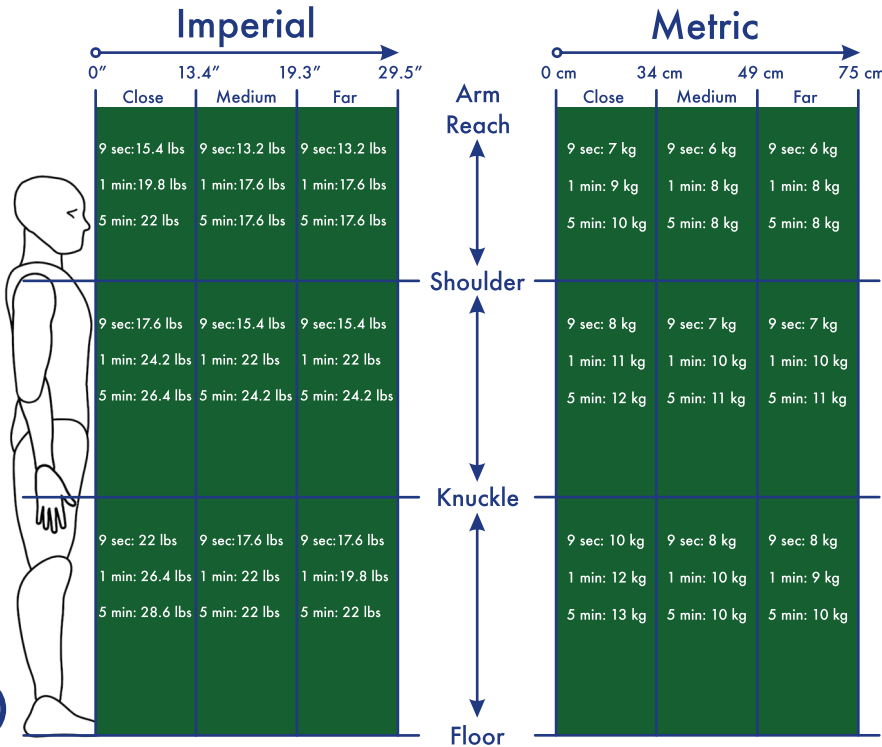 Imperial
Metric
0” 13.4” 19.3” 29.5”
0 cm 34 cm 49 cm 75 cm
Close Medium Far
Arm
Reach
Close Medium Far
9 sec:15.4 lbs 9 sec:13.2 lbs 9 sec:13.2 lbs
1 min:19.8 lbs 1 min:17.6 lbs 1 min:17.6 lbs
5 min: 22 lbs 5 min:17.6 lbs 5 min:17.6 lbs
9 sec: 7 kg 9 sec: 6 kg 9 sec: 6 kg
1 min: 9 kg 1 min: 8 kg 1 min: 8 kg
5 min: 10 kg 5 min: 8 kg 5 min: 8 kg
Shoulder
9 sec:17.6 lbs 9 sec:15.4 lbs 9 sec:15.4 lbs
1 min: 24.2 lbs 1 min: 22 lbs 1 min: 22 lbs
5 min: 26.4 lbs 5 min: 24.2 lbs 5 min: 24.2 lbs
9 sec: 8 kg 9 sec: 7 kg 9 sec: 7 kg
1 min: 11 kg 1 min: 10 kg 1 min: 10 kg
5 min: 12 kg 5 min: 11 kg 5 min: 11 kg
Knuckle
9 sec: 22 lbs 9 sec:17.6 lbs 9 sec:17.6 lbs
1 min: 26.4 lbs 1 min: 22 lbs 1 min:19.8 lbs
5 min: 28.6 lbs 5 min: 22 lbs 5 min: 22 lbs
9 sec: 10 kg 9 sec: 8 kg 9 sec: 8 kg
1 min: 12 kg 1 min: 10 kg 1 min: 9 kg
5 min: 13 kg 5 min: 10 kg 5 min: 10 kg
Floor